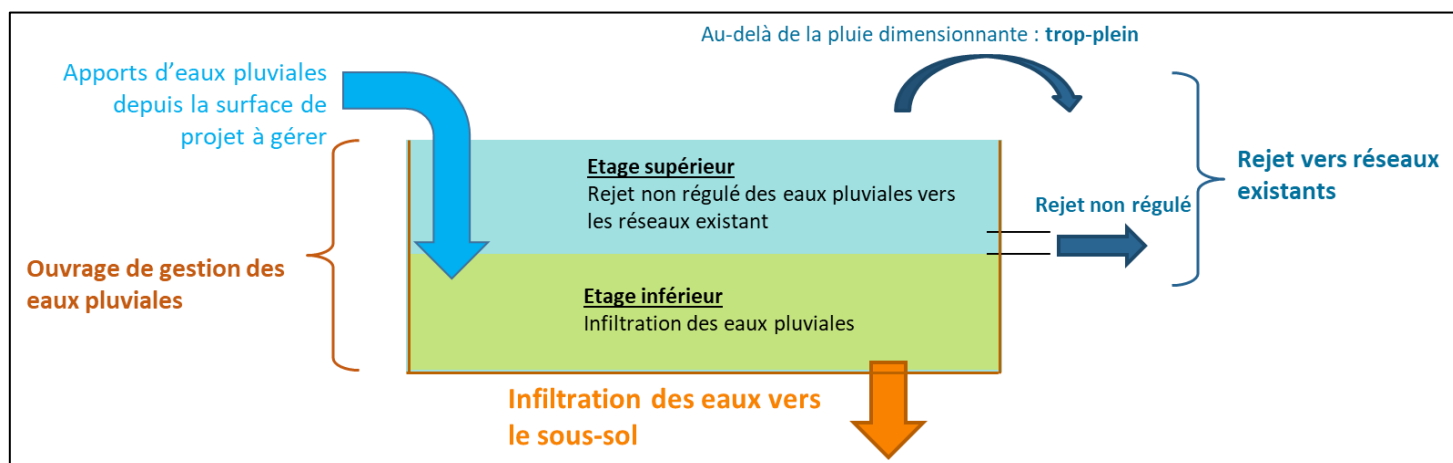 Au-delà de la pluie dimensionnante : trop-plein
Apports d’eaux pluviales
depuis la surface de
projet à gérer
Etage supérieur
Rejet non régulé des eaux pluviales vers
les réseaux existant
Rejet non régulé
Rejet vers réseaux
existants
Ouvrage de gestion des
eaux pluviales
Etage inférieur
Infiltration des eaux pluviales
Infiltration des eaux vers
le sous-sol